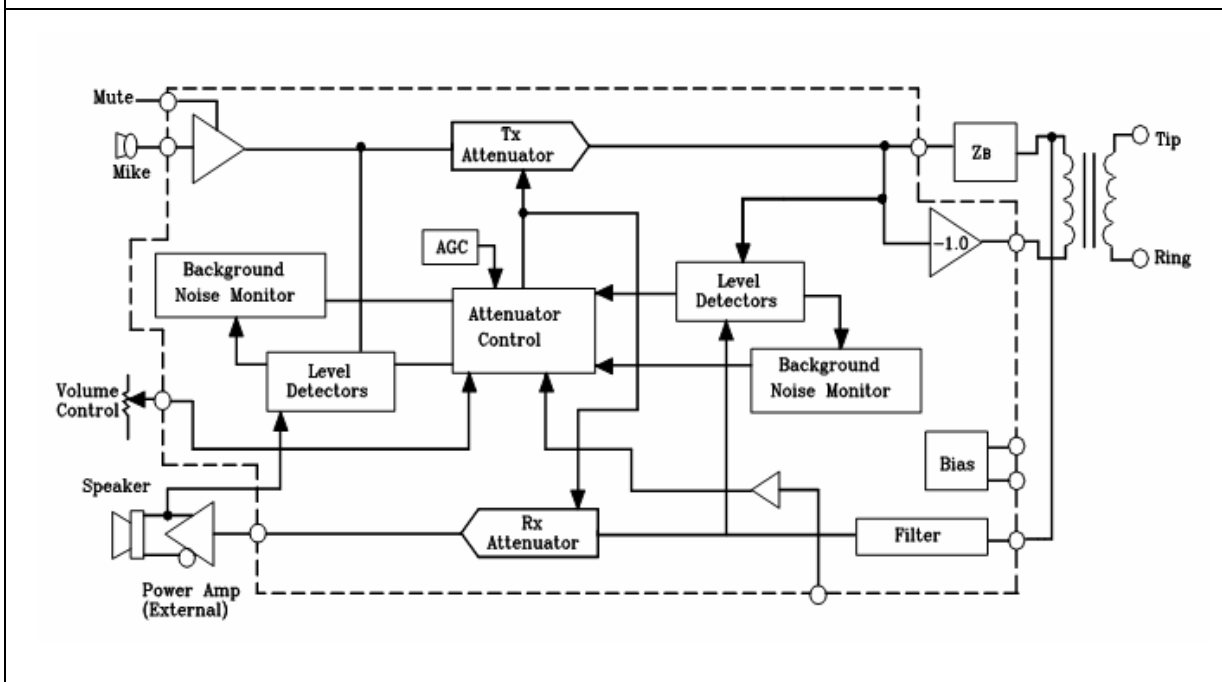 Mute
Mike
Tx
Attenuator
ZB
Tip
Ring
AGC
-1.0
Background
Noise Monitor
Attenuator
Control
Level
Detectors
Level
Detectors
Background
Noise Monitor
Volume
Control
Bias
Speaker
Rx
Attenuator
Filter
Power Amp
(External)